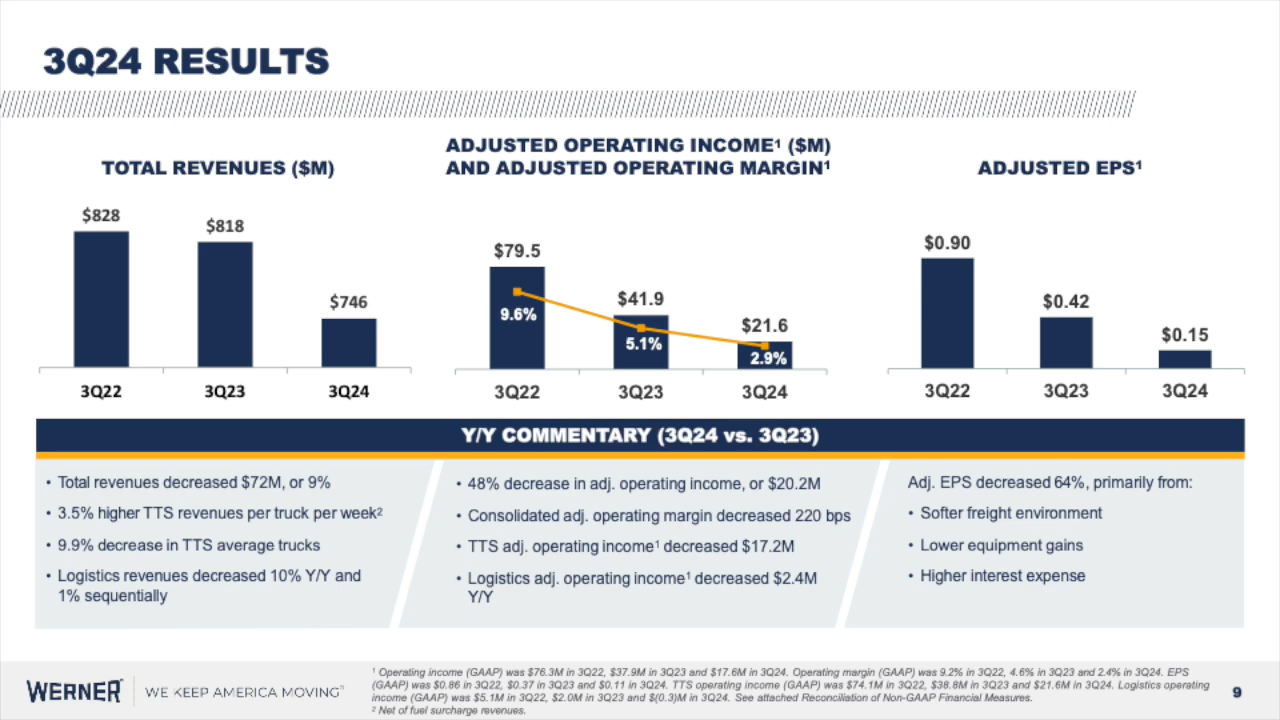 3Q24 RESULTS
TOTAL REVENUES ($M)
$828
$818
$746
3Q22
3Q23
3Q24
ADJUSTED OPERATING INCOME¹ ($M)
AND ADJUSTED OPERATING MARGIN¹
$79.5
$41.9
$21.6
9.6%
5.1%
2.9%
3Q22
3Q23
3Q24
ADJUSTED EPS¹
$0.90
$0.42
$0.15
3Q22
3Q23
3Q24
Y/Y COMMENTARY (3Q24 vs. 3Q23)
• Total revenues decreased $72M, or 9%
• 3.5% higher TTS revenues per truck per week²
• 9.9% decrease in TTS average trucks
• Logistics revenues decreased 10% Y/Y and
1% sequentially
• 48% decrease in adj. operating income, or $20.2M
• Consolidated adj. operating margin decreased 220 bps
• TTS adj. operating income¹ decreased $17.2M
• Logistics adj. operating income¹ decreased $2.4M
Y/Y
Adj. EPS decreased 64%, primarily from:
• Softer freight environment
• Lower equipment gains
• Higher interest expense
WERNER
WE KEEP AMERICA MOVING™
¹ Operating income (GAAP) was $76.3M in 3Q22, $37.9M in 3Q23 and $17.6M in 3Q24. Operating margin (GAAP) was 9.2% in 3Q22, 4.6% in 3Q23 and 2.4% in 3Q24. EPS
(GAAP) was $0.86 in 3Q22, $0.37 in 3Q23 and $0.11 in 3Q24. TTS operating income (GAAP) was $74.1M in 3Q22, $38.8M in 3Q23 and $21.6M in 3Q24. Logistics operating
income (GAAP) was $5.1M in 3Q22, $2.0M in 3Q23 and $(0.3)M in 3Q24. See attached Reconciliation of Non-GAAP Financial Measures.
² Net of fuel surcharge revenues.
9